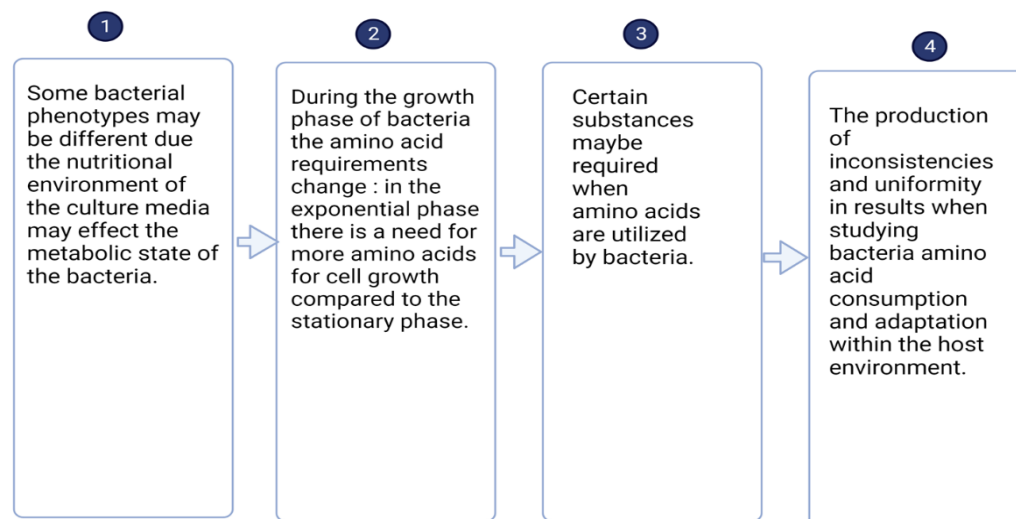 1
Some bacterial
phenotypes may
be different due
the nutritional
environment of
the culture media
may effect the
metabolic state of
the bacteria.
2
During the growth
phase of bacteria
the amino acid
requirements
change : in the
exponential phase
there is a need for
more amino acids
for cell growth
compared to the
stationary phase.
3
Certain
substances
maybe
required
when
amino acids
are utilized
by bacteria.
4
The production
of
inconsistencies
and uniformity
in results when
studying
bacteria amino
acid
consumption
and adaptation
within the host
environment.